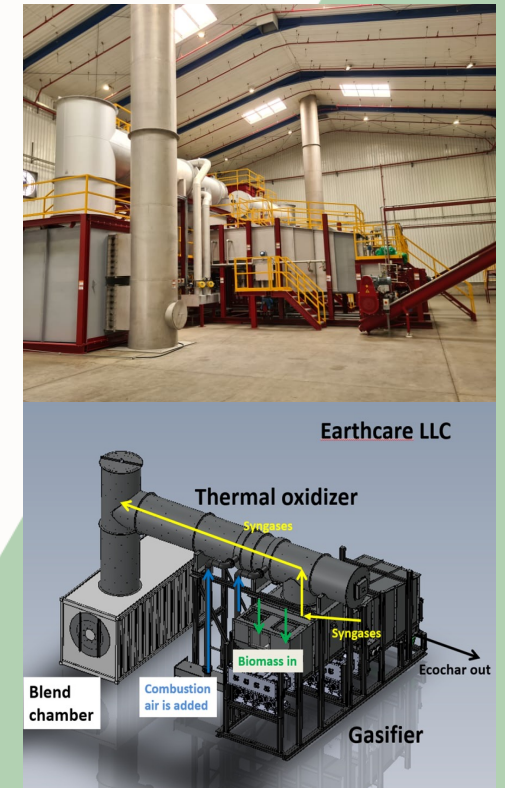 Earthcare LLC
Thermal oxidizer
Syngases
Syngases
Biomass in
Ecochar out
Blend
chamber
Combustion
air is added
Gasifier